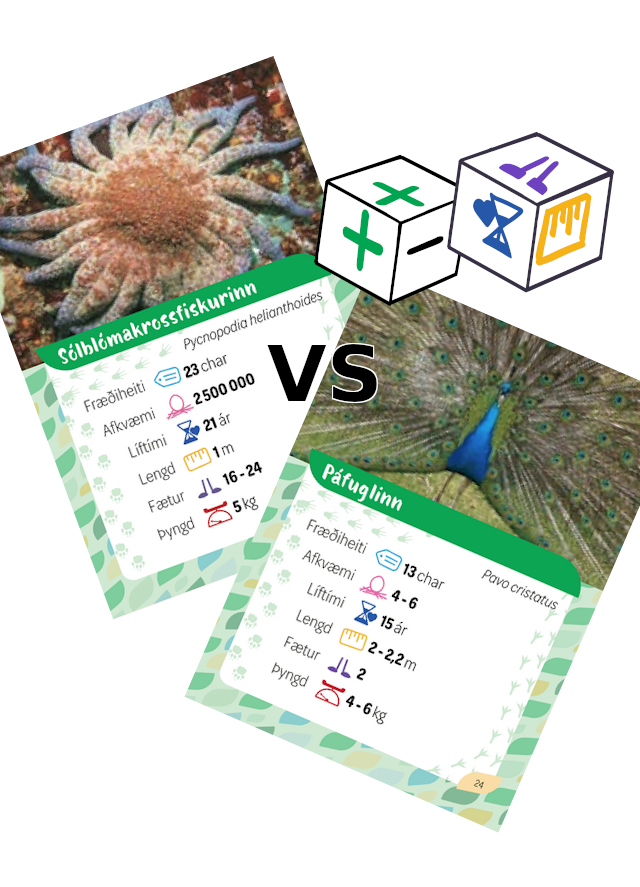 Sólblómakrossfiskurinn
Pycnopodia helianthoides
Fræðiheiti 23 char
Afkvæmi 2 500 000
Líftími 21 ár
Lengd 1 m
Fætur 16 - 24
Þyngd 5 kg
VS
Páfuglinn
Pavo cristatus
Fræðiheiti 13 char
Afkvæmi 4 - 6
Líftími 15 ár
Lengd 2 - 2,2 m
Fætur 2
Þyngd 4 - 6 kg
24